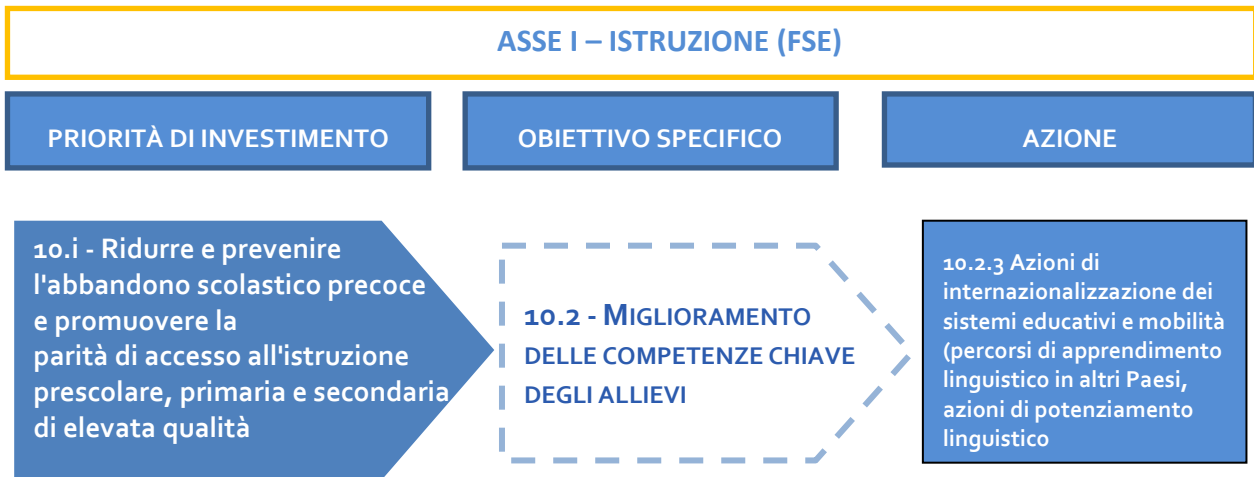 ASSE I – ISTRUZIONE (FSE)
PRIORITÀ DI INVESTIMENTO
OBIETTIVO SPECIFICO
AZIONE
10.i - Ridurre e prevenire
l'abbandono scolastico precoce
e promuovere la
parità di accesso all'istruzione
prescolare, primaria e secondaria
di elevata qualità
10.2 - MIGLIORAMENTO
DELLE COMPETENZE CHIAVE
DEGLI ALLIEVI
10.2.3 Azioni di
internazionalizzazione dei
sistemi educativi e mobilità
(percorsi di apprendimento
linguistico in altri Paesi,
azioni di potenziamento
linguistico